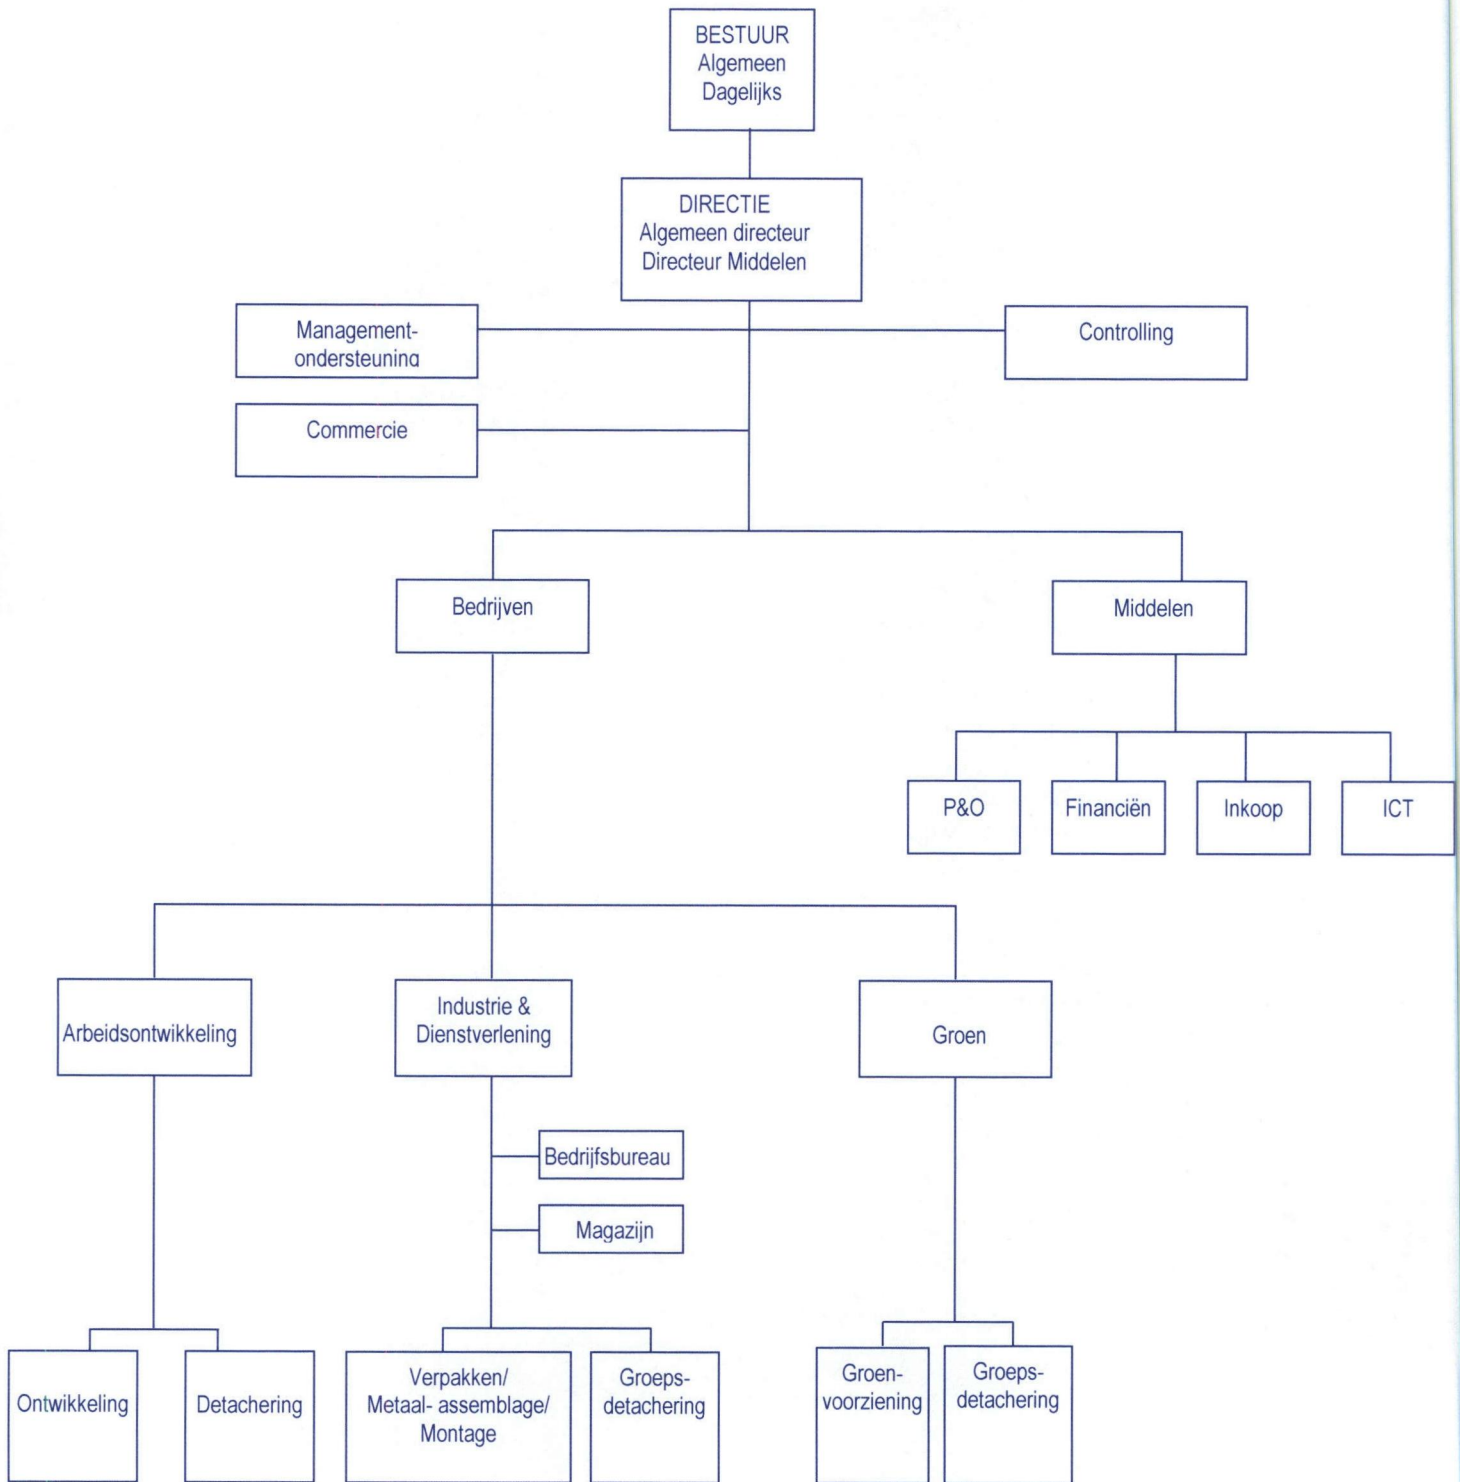 BESTUUR
Algemeen
Dagelijks
DIRECTIE
Algemeen directeur
Directeur Middelen
Management-
ondersteuning
Controlling
Commercie
Bedrijven
Middelen
P&O
Financiën
Inkoop
ICT
Arbeidsontwikkeling
Industrie &
Dienstverlening
Groen
Bedrijfsbureau
Magazijn
Ontwikkeling
Detachering
Verpakken/
Metaal- assemblage/
Montage
Groeps-
detachering
Groen-
voorziening
Groeps-
detachering